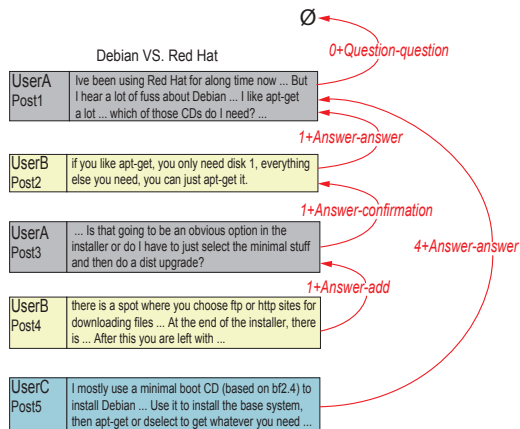 Ø
0+Question-question
Debian VS. Red Hat
UserA
Post1
Ive been using Red Hat for along time now ... But
I hear a lot of fuss about Debian ... I like apt-get
a lot ... which of those CDs do I need? ...
1+Answer-answer
UserB
Post2
if you like apt-get, you only need disk 1, everything
else you need, you can just apt-get it.
1+Answer-confirmation
UserA
Post3
... Is that going to be an obvious option in the
installer or do I have to just select the minimal stuff
and then do a dist upgrade?
4+Answer-answer
1+Answer-add
UserB
Post4
there is a spot where you choose ftp or http sites for
downloading files ... At the end of the installer, there
is ... After this you are left with ...
UserC
Post5
I mostly use a minimal boot CD (based on bf2.4) to
install Debian ... Use it to install the base system,
then apt-get or dselect to get whatever you need ...